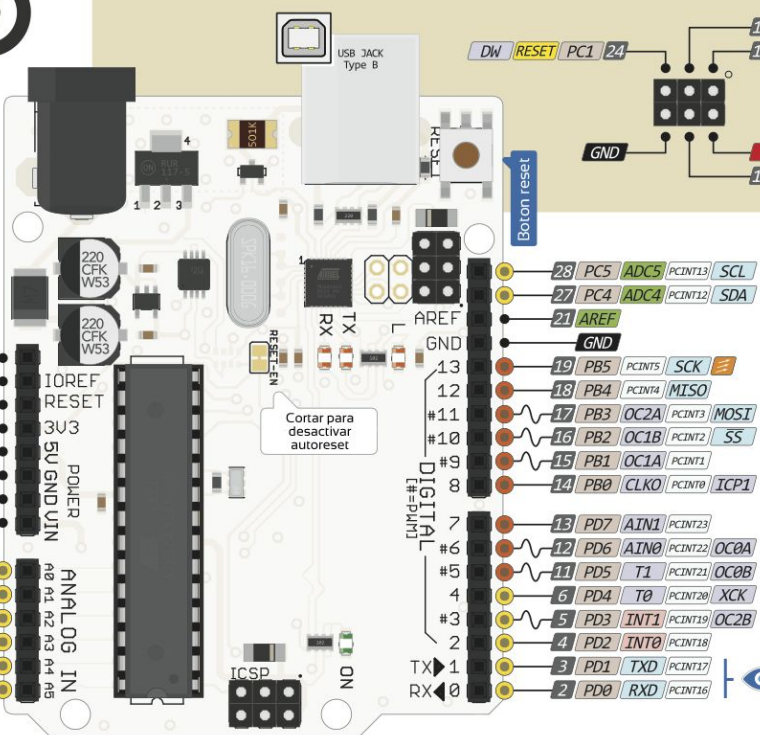 USB JACK
Type B
DW RESET PC1 24
GND
501K
RESET
Boton reset
4
1 2 3
220
CFK
W53
220
CFK
W53
SPK16.000G
1
RX TX L
RESET-EN
Cortar para
desactivar
autoreset
IOREF
RESET
3V3
5V
GND
VIN
POWER
A0
A1
A2
A3
A4
A5
ANALOG IN
ICSP
ON
DIGITAL
[#=PWM]
28 PC5 ADC5 PCINT13 SCL
27 PC4 ADC4 PCINT12 SDA
AREF 21 AREF
GND GND
13 19 PB5 PCINT5 SCK
12 18 PB4 PCINT4 MISO
#11 17 PB3 OC2A PCINT3 MOSI
#10 16 PB2 OC1B PCINT2 SS
#9 15 PB1 OC1A PCINT1
8 14 PB0 CLKO PCINT0 ICP1
7 13 PD7 AIN1 PCINT23
#6 12 PD6 AIN0 PCINT22 OC0A
#5 11 PD5 T1 PCINT21 OC0B
4 6 PD4 T0 PCINT20 XCK
#3 5 PD3 INT1 PCINT19 OC2B
2 4 PD2 INT0 PCINT18
TX 1 3 PD1 TXD PCINT17
RX 0 2 PD0 RXD PCINT16